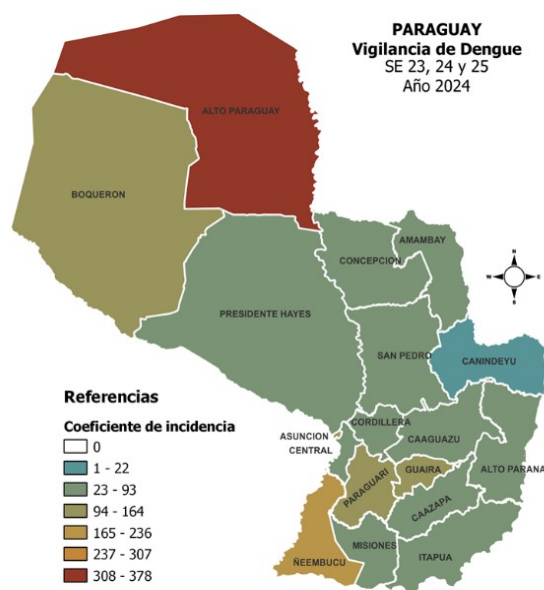 PARAGUAY
Vigilancia de Dengue
SE 23, 24 y 25
Año 2024
ALTO PARAGUAY
BOQUERON
AMAMBAY
CONCEPCION
N
W
E
S
PRESIDENTE HAYES
SAN PEDRO
CANINDEYU
CORDILLERA
ASUNCION
CENTRAL
CAAGUAZU
GUAIRA
ALTO PARANA
PARAGUARI
CAAZAPA
MISIONES
ITAPUA
ÑEEMBUCU
Referencias
Coeficiente de incidencia
0
1 - 22
23 - 93
94 - 164
165 - 236
237 - 307
308 - 378